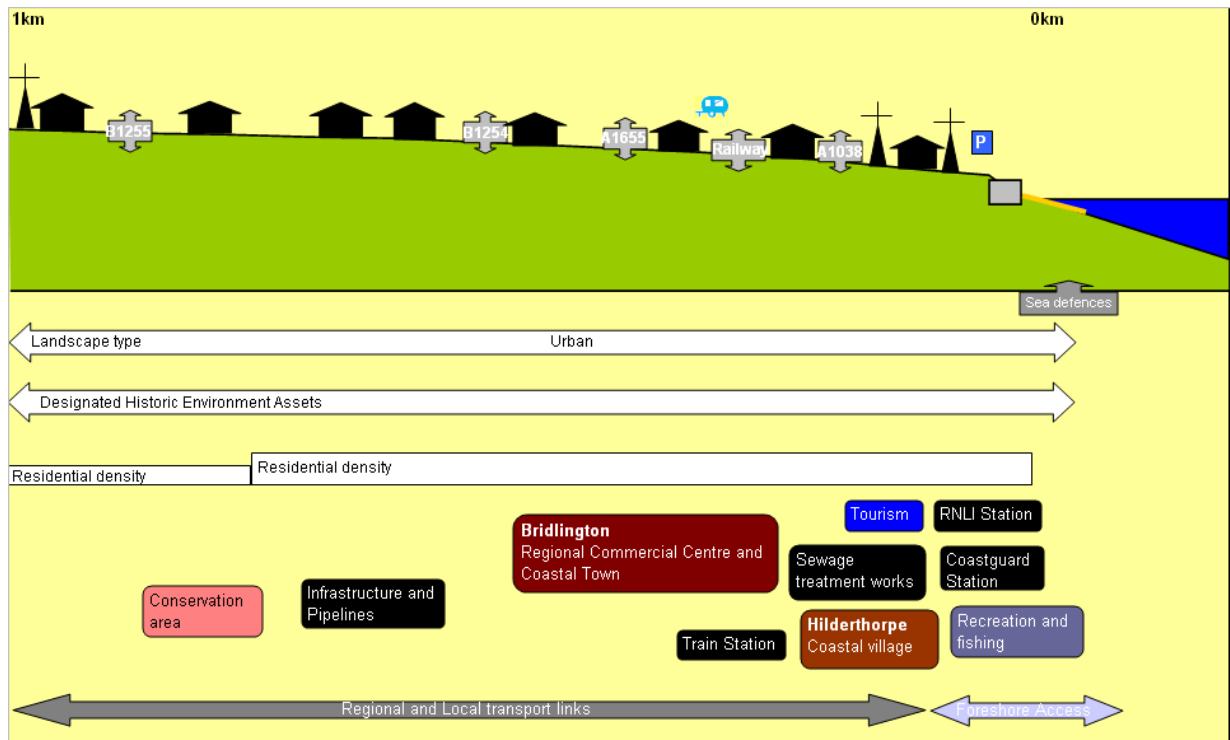 1km
0km
B1255
B1254
A1655
Railway
A1038
P
Sea defences
Landscape type
Urban
Designated Historic Environment Assets
Residential density
Residential density
Tourism
RNLI Station
Bridlington
Regional Commercial Centre and
Coastal Town
Sewage
treatment works
Coastguard
Station
Conservation
area
Infrastructure and
Pipelines
Hilderthorpe
Coastal village
Recreation and
fishing
Train Station
Regional and Local transport links
Foreshore Access